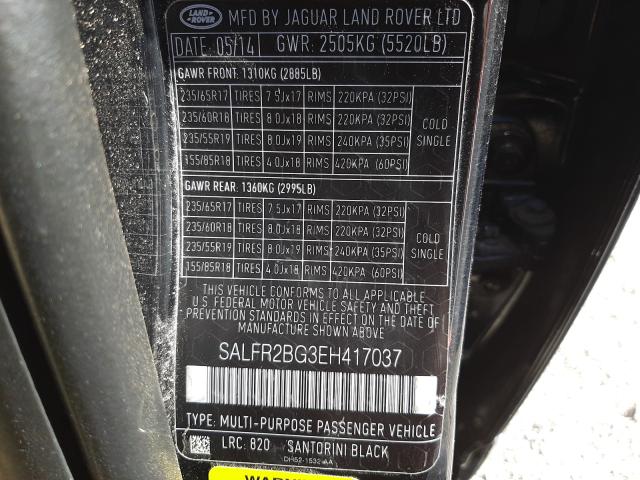 LAND ROVER MFD BY JAGUAR LAND ROVER LTD
DATE: 05/14 GWR: 2505KG (5520LB)
GAWR FRONT: 1310KG (2885LB)
235/65R17 TIRES 7.5Jx17 RIMS 220KPA (32PSI)
235/60R18 TIRES 8.0Jx18 RIMS 220KPA (32PSI) COLD
235/55R19 TIRES 8.0Jx19 RIMS 240KPA (35PSI) SINGLE
155/85R18 TIRES 4.0Jx18 RIMS 420KPA (60PSI)
GAWR REAR: 1360KG (2995LB)
235/65R17 TIRES 7.5Jx17 RIMS 220KPA (32PSI)
235/60R18 TIRES 8.0Jx18 RIMS 220KPA (32PSI) COLD
235/55R19 TIRES 8.0Jx19 RIMS 240KPA (35PSI) SINGLE
155/85R18 TIRES 4.0Jx18 RIMS 420KPA (60PSI)
THIS VEHICLE CONFORMS TO ALL APPLICABLE
U.S. FEDERAL MOTOR VEHICLE SAFETY AND THEFT
PREVENTION STANDARDS IN EFFECT ON THE DATE OF
MANUFACTURE SHOWN ABOVE
SALFR2BG3EH417037
TYPE: MULTI-PURPOSE PASSENGER VEHICLE
LRC: 820 SANTORINI BLACK
DH52-1532-AA
WARNING